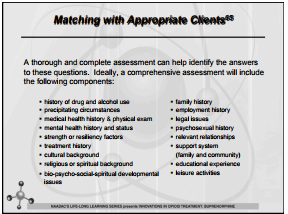 Matching with Appropriate Clients
A thorough and complete assessment can help identify the answers
to these questions. Ideally, a comprehensive assessment will include
the following components:
• history of drug and alcohol use
• precipitating circumstances
• medical health history & physical exam
• mental health history and status
• strength or resiliency factors
• treatment history
• cultural background
• religious or spiritual background
• bio-psycho-social-spiritual developmental
issues
• family history
• employment history
• legal issues
• psychosexual history
• relevant relationships
• support system
(family and community)
• educational experience
• leisure activities
NAADAC'S LIFE-LONG LEARNING SERIES presents INNOVATIONS IN OPIOID TREATMENT: BUPRENORPHINE